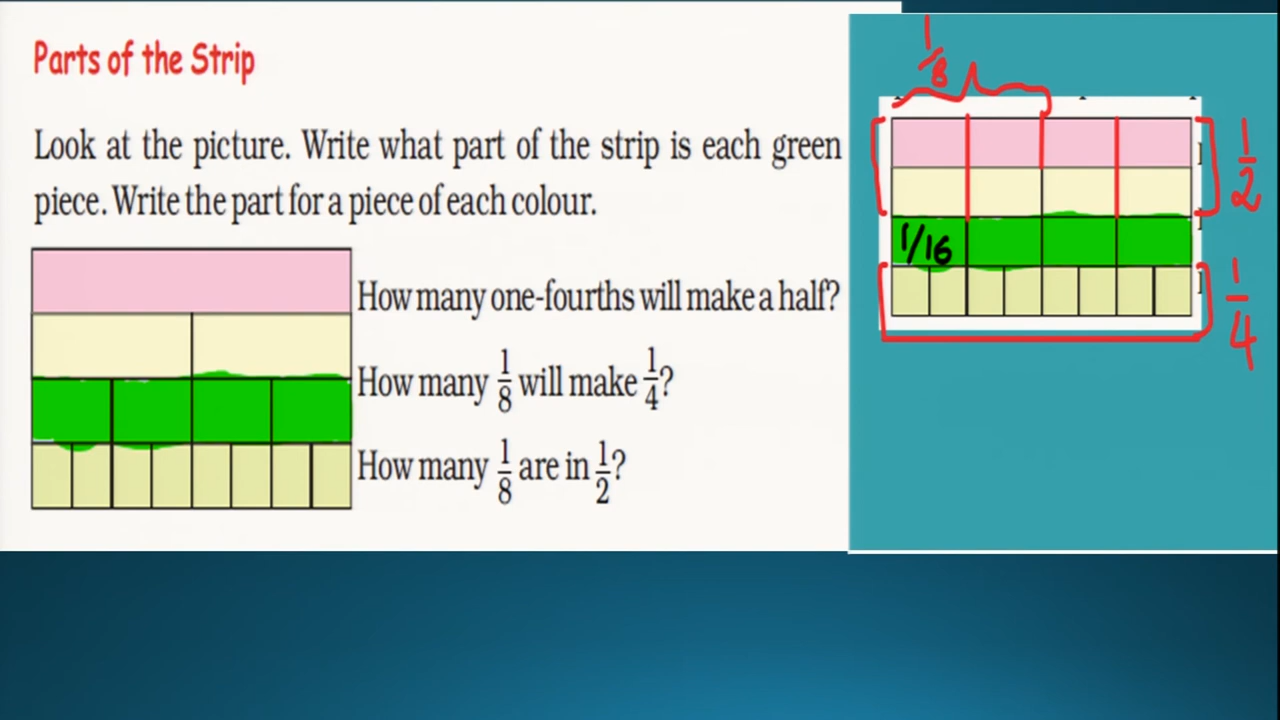 Parts of the Strip
Look at the picture. Write what part of the strip is each green
piece. Write the part for a piece of each colour.
How many one-fourths will make a half?
How many 1/8 will make 1/4?
How many 1/8 are in 1/2?
1/8
1/2
1/16
1/4